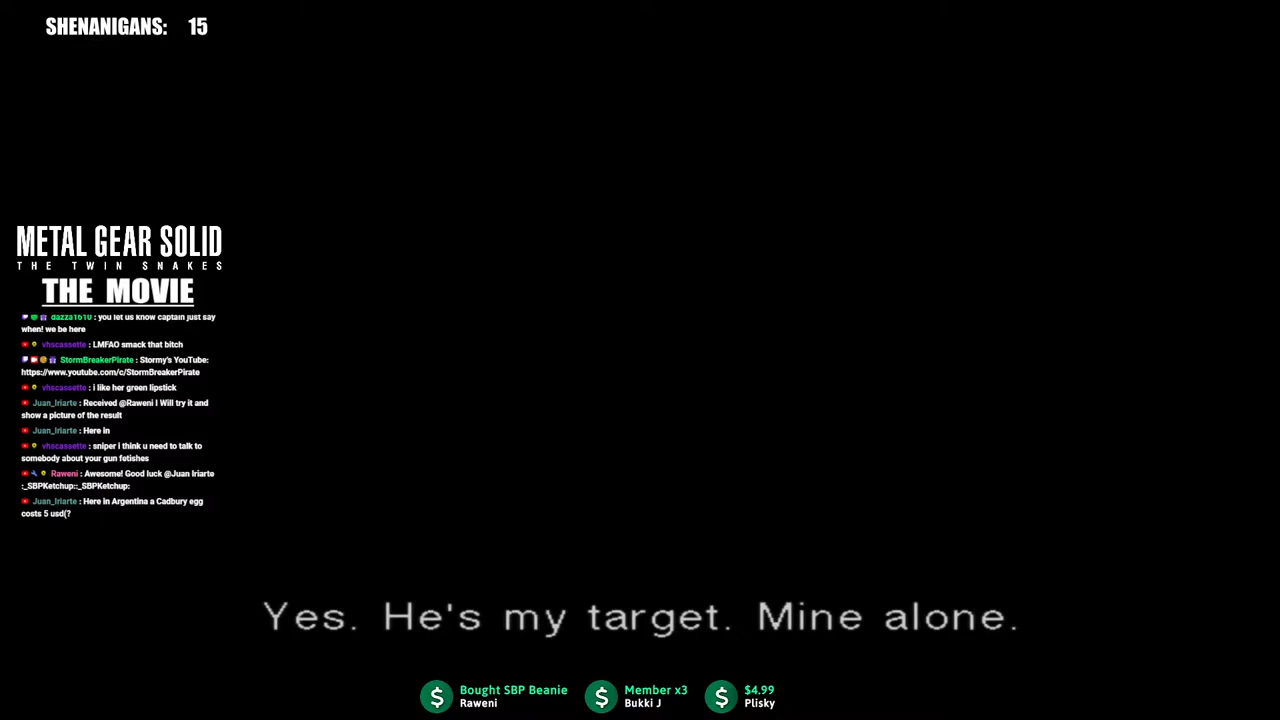 SHENANIGANS: 15
METAL GEAR SOLID
THE TWIN SNAKES
THE MOVIE
dazza1610 : you let us know captain just say
when! we be here
vhscassette : LMFAO smack that bitch
StormBreakerPirate : Stormy's YouTube:
https://www.youtube.com/c/StormBreakerPirate
vhscassette : i like her green lipstick
Juan_Iriarte : Received @Raweni I Will try it and
show a picture of the result
Juan_Iriarte : Here in
vhscassette : sniper i think u need to talk to
somebody about your gun fetishes
Raweni : Awesome! Good luck @Juan Iriarte
:_SBPKetchup::_SBPKetchup:
Juan_Iriarte : Here in Argentina a Cadbury egg
costs 5 usd(?
Yes. He's my target. Mine alone.
$ Bought SBP Beanie $ Member x3 $ $4.99
Raweni Bukki J Plisky